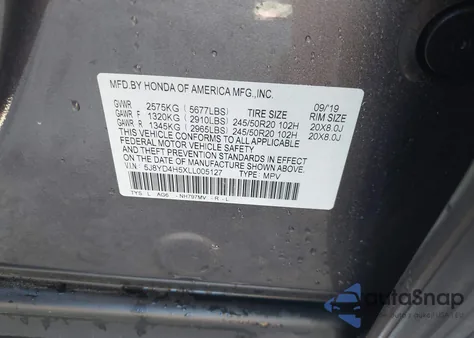 MFD.BY HONDA OF AMERICA MFG.,INC. 09/19
GVWR 2575KG ( 5677LBS) TIRE SIZE RIM SIZE
GAWR F 1320KG ( 2910LBS) 245/50R20 102H 20X8.0J
GAWR R 1345KG ( 2965LBS) 245/50R20 102H 20X8.0J
THIS VEHICLE CONFORMS TO ALL APPLICABLE
FEDERAL MOTOR VEHICLE SAFETY AND
THEFT PREVENTION STANDARDS IN EFFECT ON
THE DATE OF MANUFACTURE SHOWN ABOVE.
V.I.N.: 5J8YD4H5XLL005127 TYPE: MPV
TYS L A06 NH797MV - R - L
autoSnap